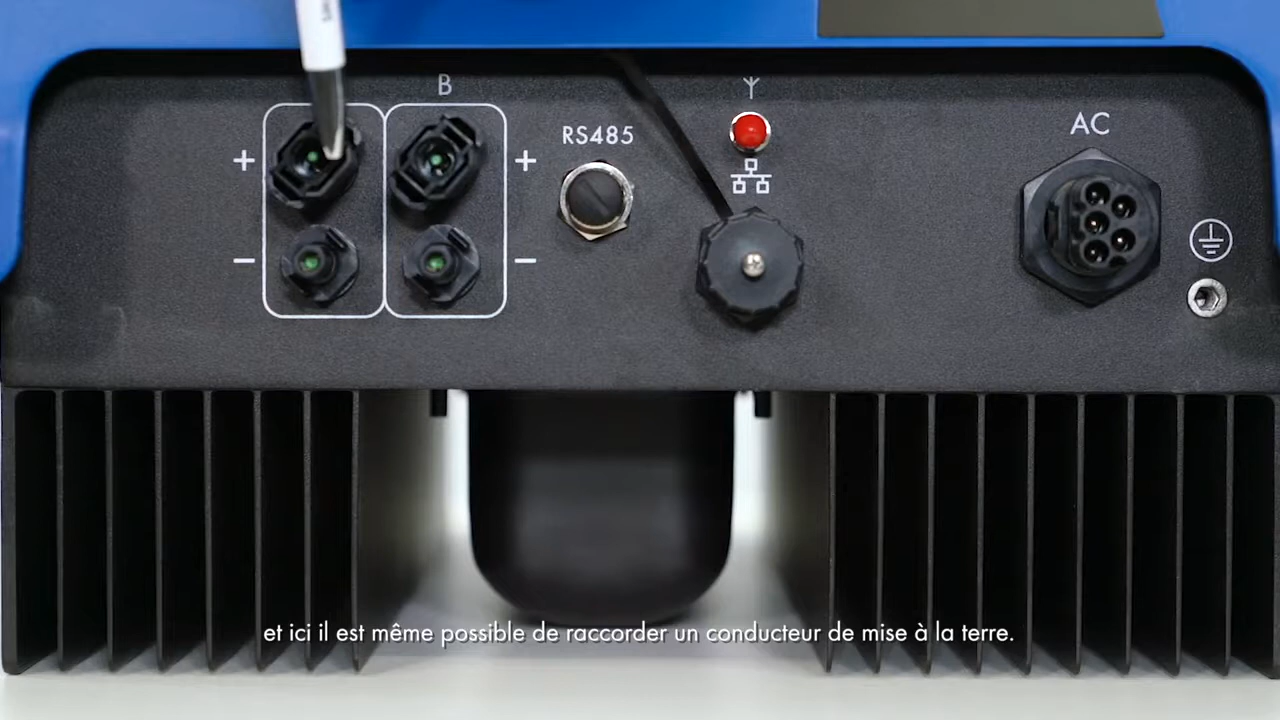 B
+
+
RS485
AC
−
−
et ici il est même possible de raccorder un conducteur de mise à la terre.